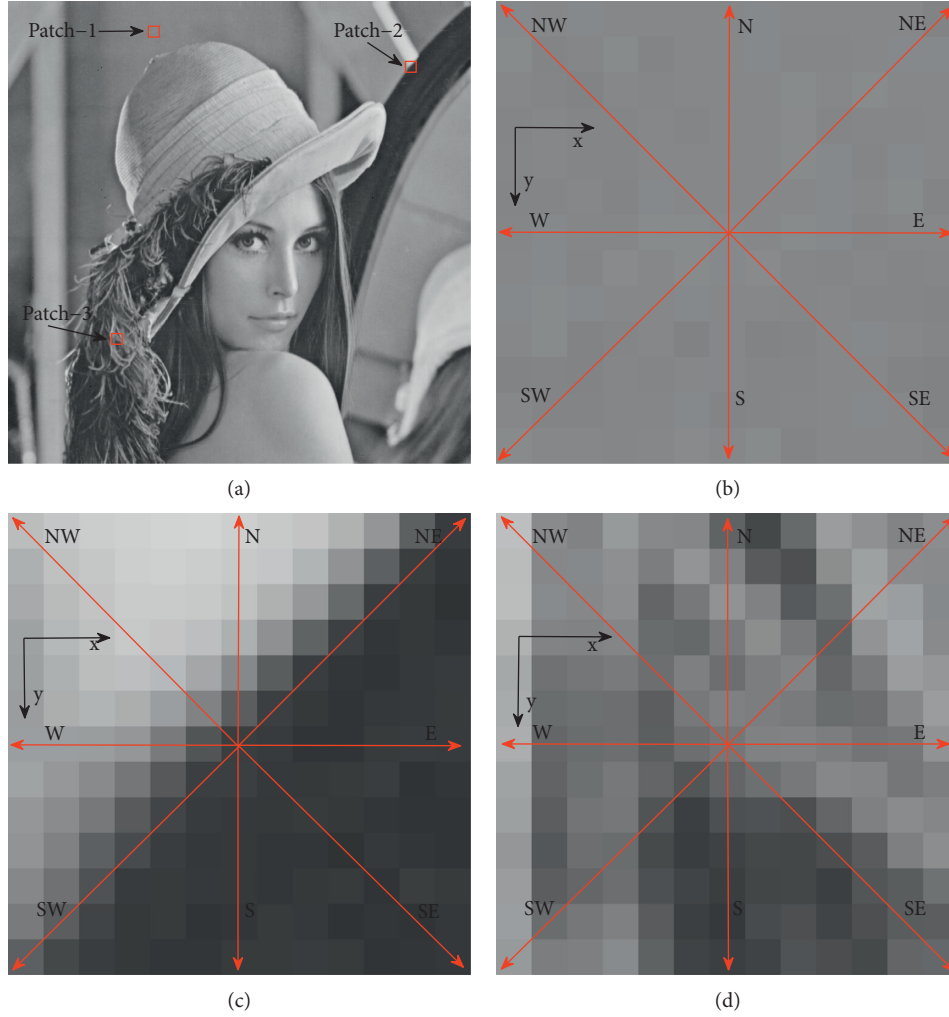 Patch–1
Patch–2
Patch–3
(a)
NW
N
NE
x
y
W
E
SW
S
SE
(b)
NW
N
NE
x
y
W
E
SW
S
SE
(c)
NW
N
NE
x
y
W
E
SW
S
SE
(d)